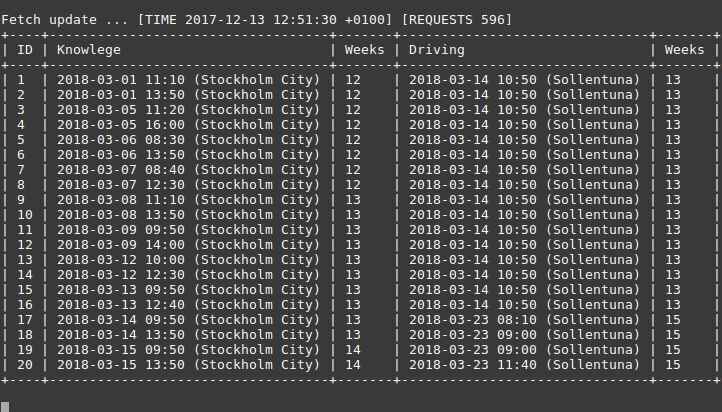 Fetch update ... [TIME 2017-12-13 12:51:30 +0100] [REQUESTS 596]
+----+-----------------------------------+-------+-------------------------------+-------+
| ID | Knowlege | Weeks | Driving | Weeks |
+----+-----------------------------------+-------+-------------------------------+-------+
| 1 | 2018-03-01 11:10 (Stockholm City) | 12 | 2018-03-14 10:50 (Sollentuna) | 13 |
| 2 | 2018-03-01 13:50 (Stockholm City) | 12 | 2018-03-14 10:50 (Sollentuna) | 13 |
| 3 | 2018-03-05 11:20 (Stockholm City) | 12 | 2018-03-14 10:50 (Sollentuna) | 13 |
| 4 | 2018-03-05 16:00 (Stockholm City) | 12 | 2018-03-14 10:50 (Sollentuna) | 13 |
| 5 | 2018-03-06 08:30 (Stockholm City) | 12 | 2018-03-14 10:50 (Sollentuna) | 13 |
| 6 | 2018-03-06 13:50 (Stockholm City) | 12 | 2018-03-14 10:50 (Sollentuna) | 13 |
| 7 | 2018-03-07 08:40 (Stockholm City) | 12 | 2018-03-14 10:50 (Sollentuna) | 13 |
| 8 | 2018-03-07 12:30 (Stockholm City) | 12 | 2018-03-14 10:50 (Sollentuna) | 13 |
| 9 | 2018-03-08 11:10 (Stockholm City) | 13 | 2018-03-14 10:50 (Sollentuna) | 13 |
| 10 | 2018-03-08 13:50 (Stockholm City) | 13 | 2018-03-14 10:50 (Sollentuna) | 13 |
| 11 | 2018-03-09 09:50 (Stockholm City) | 13 | 2018-03-14 10:50 (Sollentuna) | 13 |
| 12 | 2018-03-09 14:00 (Stockholm City) | 13 | 2018-03-14 10:50 (Sollentuna) | 13 |
| 13 | 2018-03-12 10:00 (Stockholm City) | 13 | 2018-03-14 10:50 (Sollentuna) | 13 |
| 14 | 2018-03-12 12:30 (Stockholm City) | 13 | 2018-03-14 10:50 (Sollentuna) | 13 |
| 15 | 2018-03-13 09:50 (Stockholm City) | 13 | 2018-03-14 10:50 (Sollentuna) | 13 |
| 16 | 2018-03-13 12:40 (Stockholm City) | 13 | 2018-03-14 10:50 (Sollentuna) | 13 |
| 17 | 2018-03-14 09:50 (Stockholm City) | 13 | 2018-03-23 08:10 (Sollentuna) | 15 |
| 18 | 2018-03-14 13:50 (Stockholm City) | 13 | 2018-03-23 09:00 (Sollentuna) | 15 |
| 19 | 2018-03-15 09:50 (Stockholm City) | 14 | 2018-03-23 09:00 (Sollentuna) | 15 |
| 20 | 2018-03-15 13:50 (Stockholm City) | 14 | 2018-03-23 11:40 (Sollentuna) | 15 |
+----+-----------------------------------+-------+-------------------------------+-------+